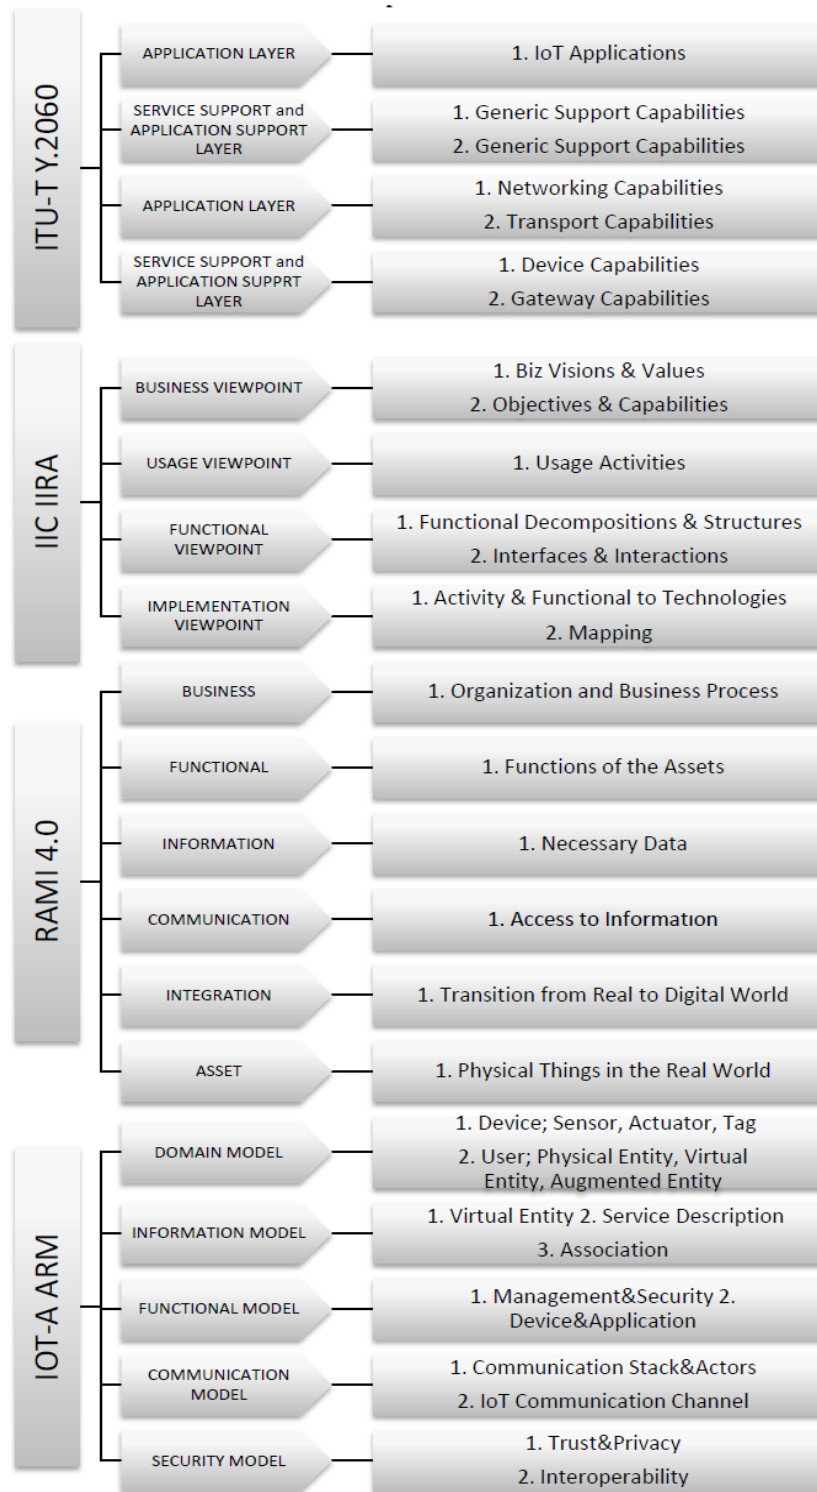 ITU-T Y.2060
APPLICATION LAYER
1. IoT Applications
SERVICE SUPPORT and
APPLICATION SUPPORT
LAYER
1. Generic Support Capabilities
2. Generic Support Capabilities
APPLICATION LAYER
1. Networking Capabilities
2. Transport Capabilities
SERVICE SUPPORT and
APPLICATION SUPPRT
LAYER
1. Device Capabilities
2. Gateway Capabilities
IIC IIRA
BUSINESS VIEWPOINT
1. Biz Visions & Values
2. Objectives & Capabilities
USAGE VIEWPOINT
1. Usage Activities
FUNCTIONAL
VIEWPOINT
1. Functional Decompositions & Structures
2. Interfaces & Interactions
IMPLEMENTATION
VIEWPOINT
1. Activity & Functional to Technologies
2. Mapping
RAMI 4.0
BUSINESS
1. Organization and Business Process
FUNCTIONAL
1. Functions of the Assets
INFORMATION
1. Necessary Data
COMMUNICATION
1. Access to Information
INTEGRATION
1. Transition from Real to Digital World
ASSET
1. Physical Things in the Real World
IOT-A ARM
DOMAIN MODEL
1. Device; Sensor, Actuator, Tag
2. User; Physical Entity, Virtual
Entity, Augmented Entity
INFORMATION MODEL
1. Virtual Entity 2. Service Description
3. Association
FUNCTIONAL MODEL
1. Management&Security 2.
Device&Application
COMMUNICATION
MODEL
1. Communication Stack&Actors
2. IoT Communication Channel
SECURITY MODEL
1. Trust&Privacy
2. Interoperability